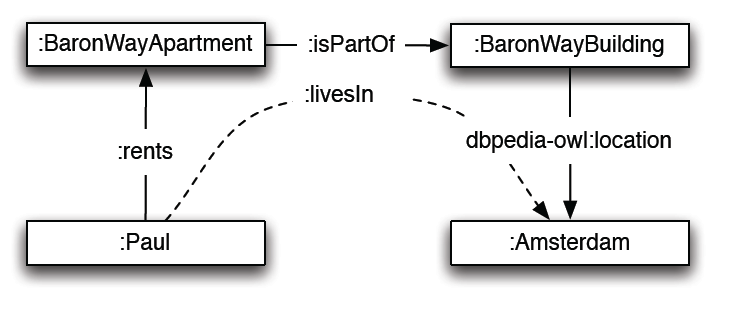 :BaronWayApartment
:isPartOf
:BaronWayBuilding
:livesIn
:rents
dbpedia-owl:location
:Paul
:Amsterdam